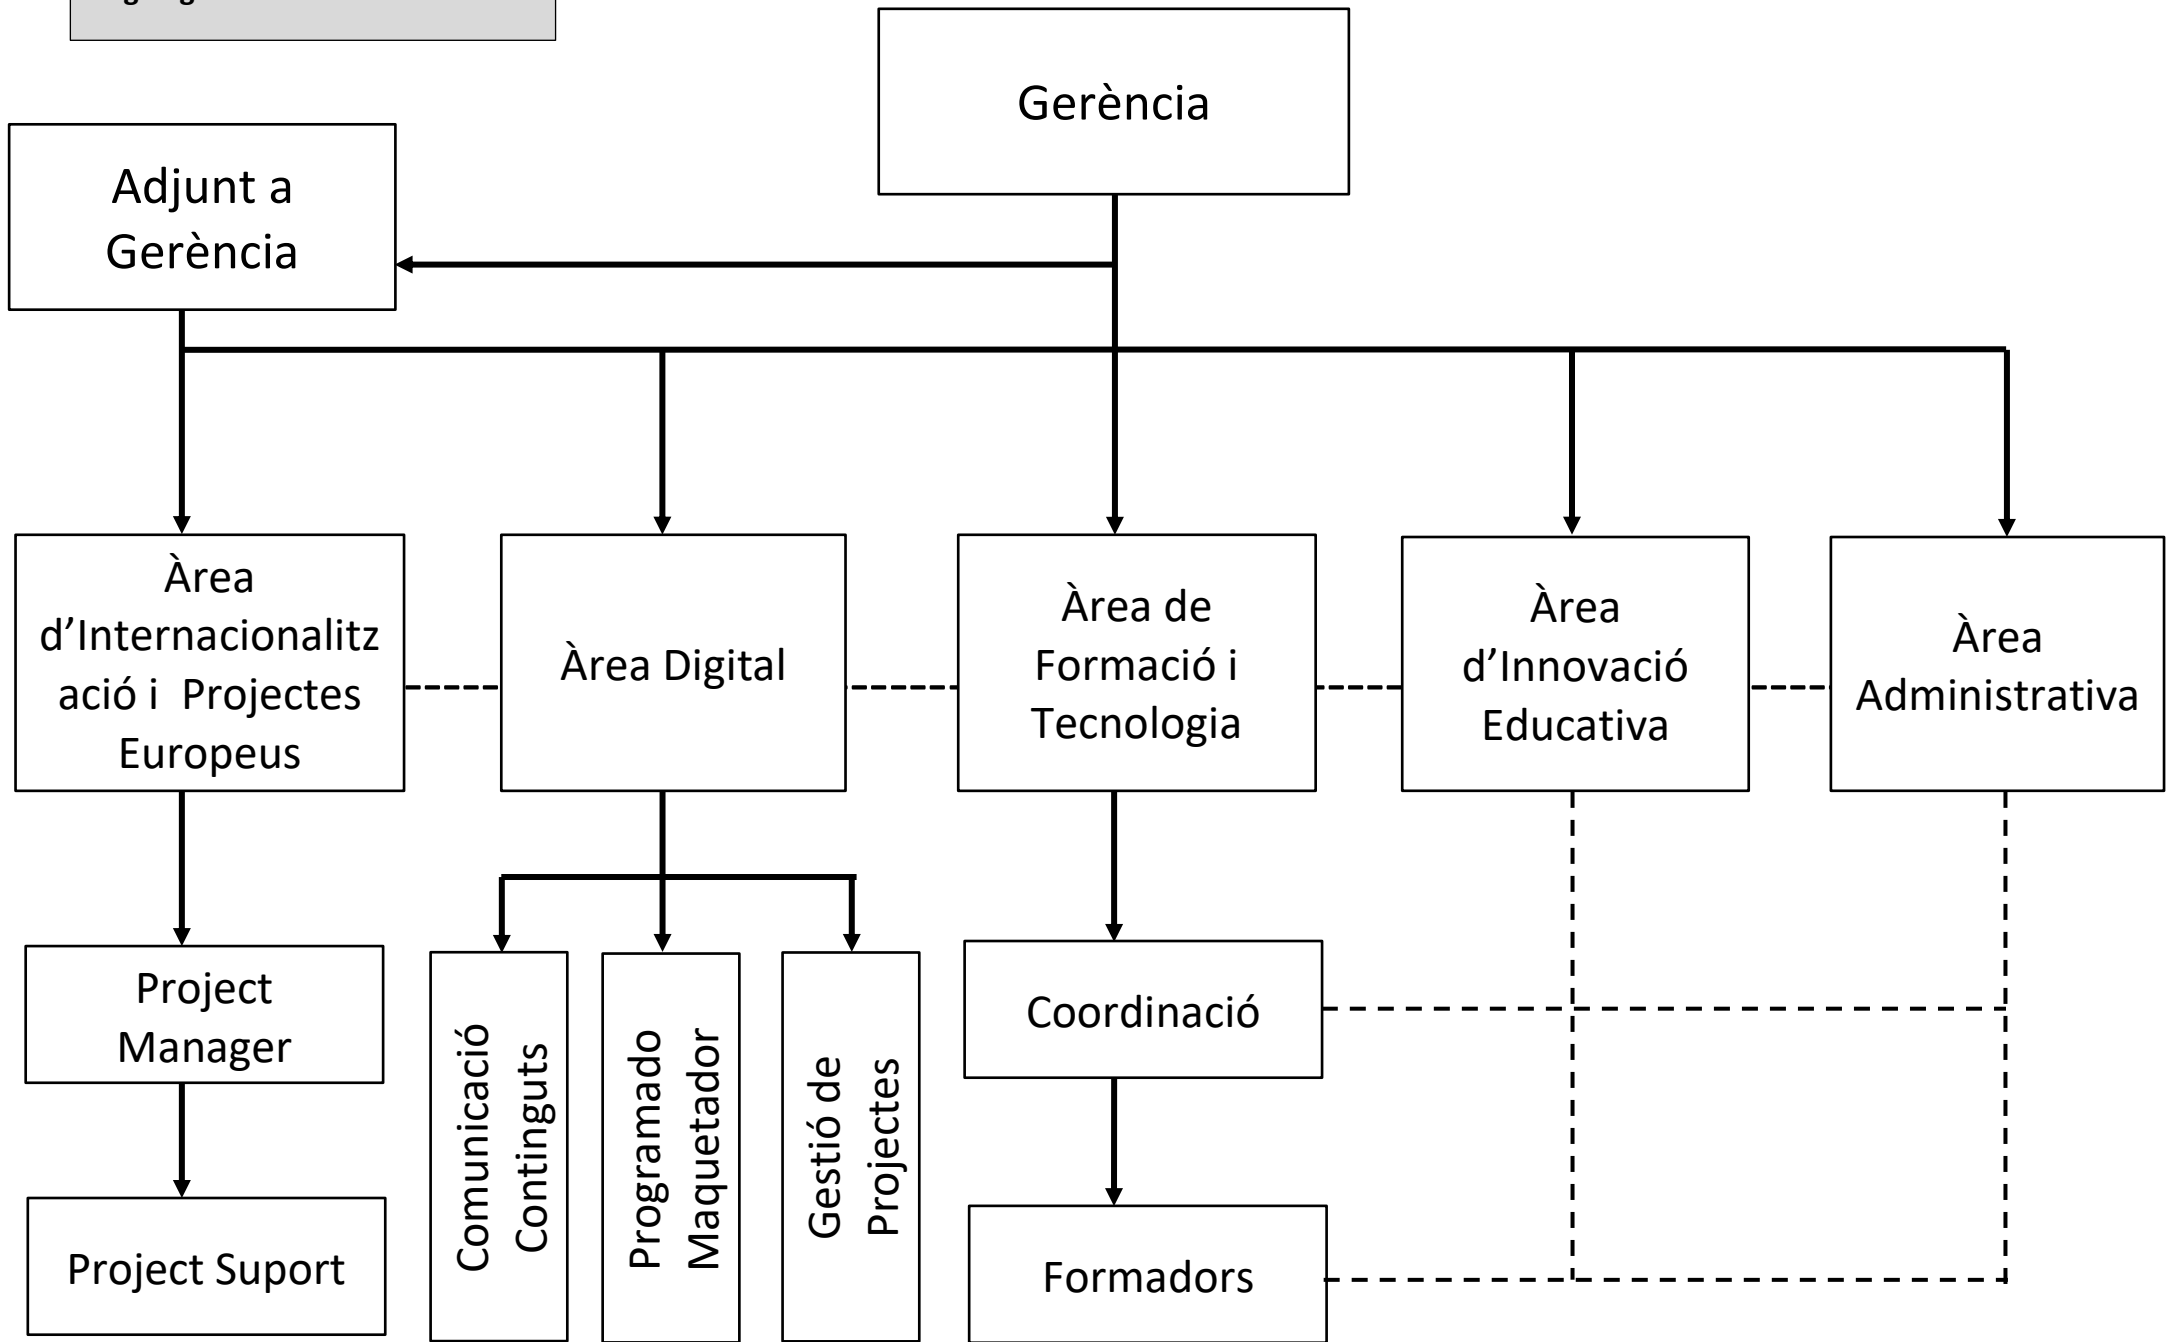 Gerència
Adjunt a
Gerència
Àrea
d’Internacionalitz
ació i Projectes
Europeus
Àrea Digital
Àrea de
Formació i
Tecnologia
Àrea
d’Innovació
Educativa
Àrea
Administrativa
Project
Manager
Comunicació
Continguts
Programado
Maquetador
Gestió de
Projectes
Coordinació
Project Suport
Formadors